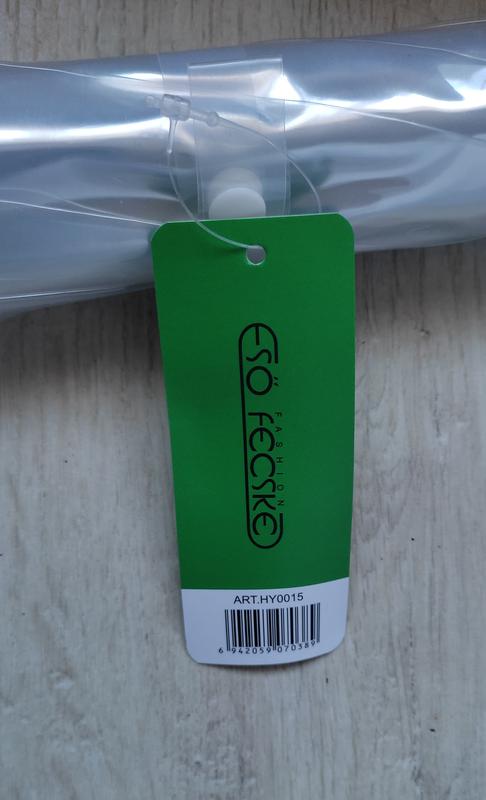 ESŐ FECSKE
FASHION
ART.HY0015
6 942059 070389